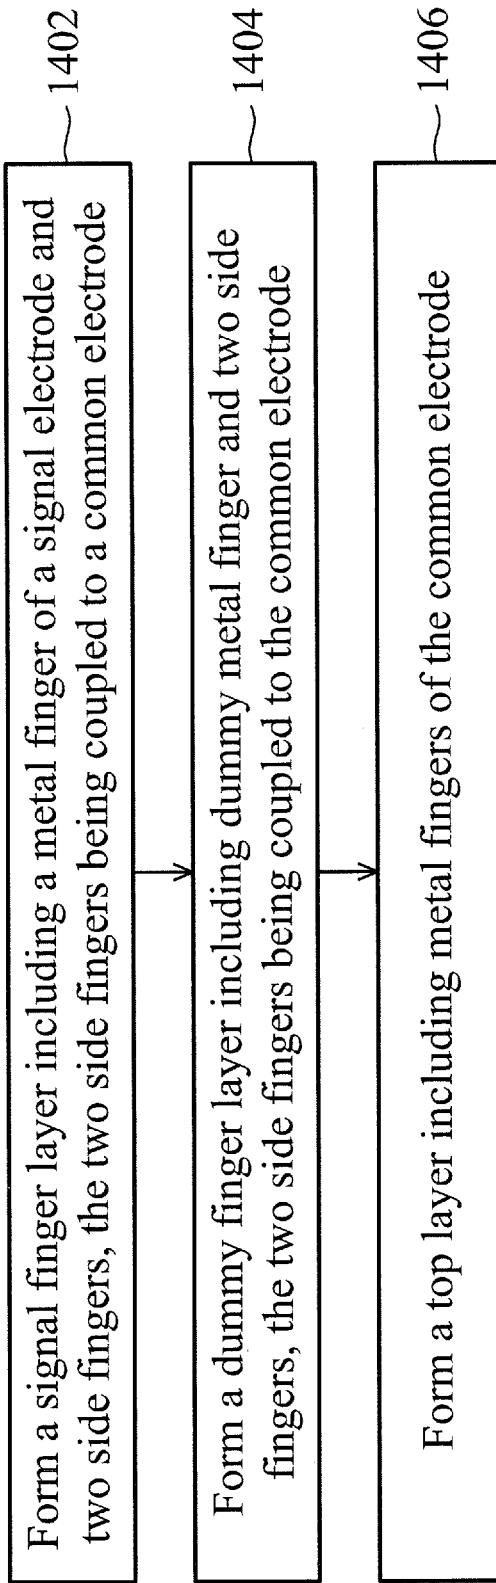 Form a signal finger layer including a metal finger of a signal electrode and
two side fingers, the two side fingers being coupled to a common electrode
1402
Form a dummy finger layer including dummy metal finger and two side
fingers, the two side fingers being coupled to the common electrode
1404
Form a top layer including metal fingers of the common electrode
1406